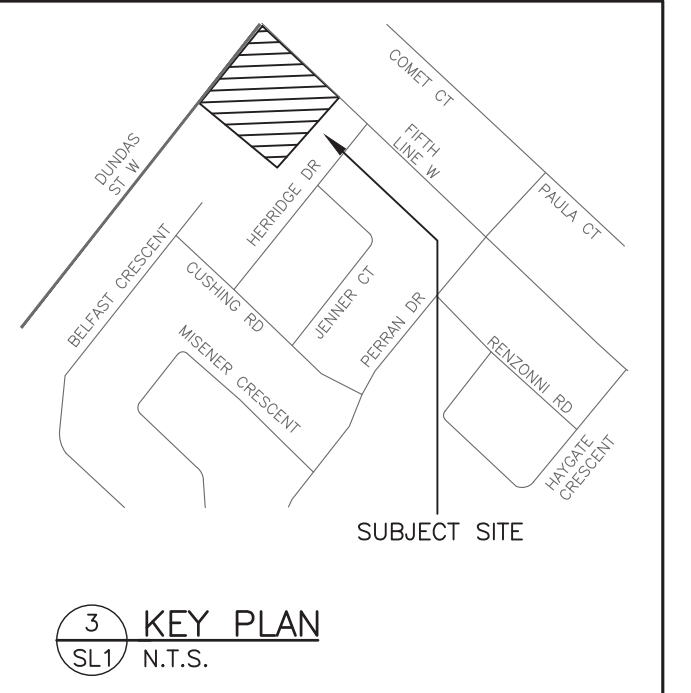 COMET CT
FIFTH
LINE W
DUNDAS
ST W
HERRIDGE DR
PAULA CT
BELFAST CRESCENT
CUSHING RD
JENNER CT
PERRAN DR
MISENER CRESCENT
RENZONNI RD
HAYGATE
CRESCENT
SUBJECT SITE
3 KEY PLAN
SL1 N.T.S.